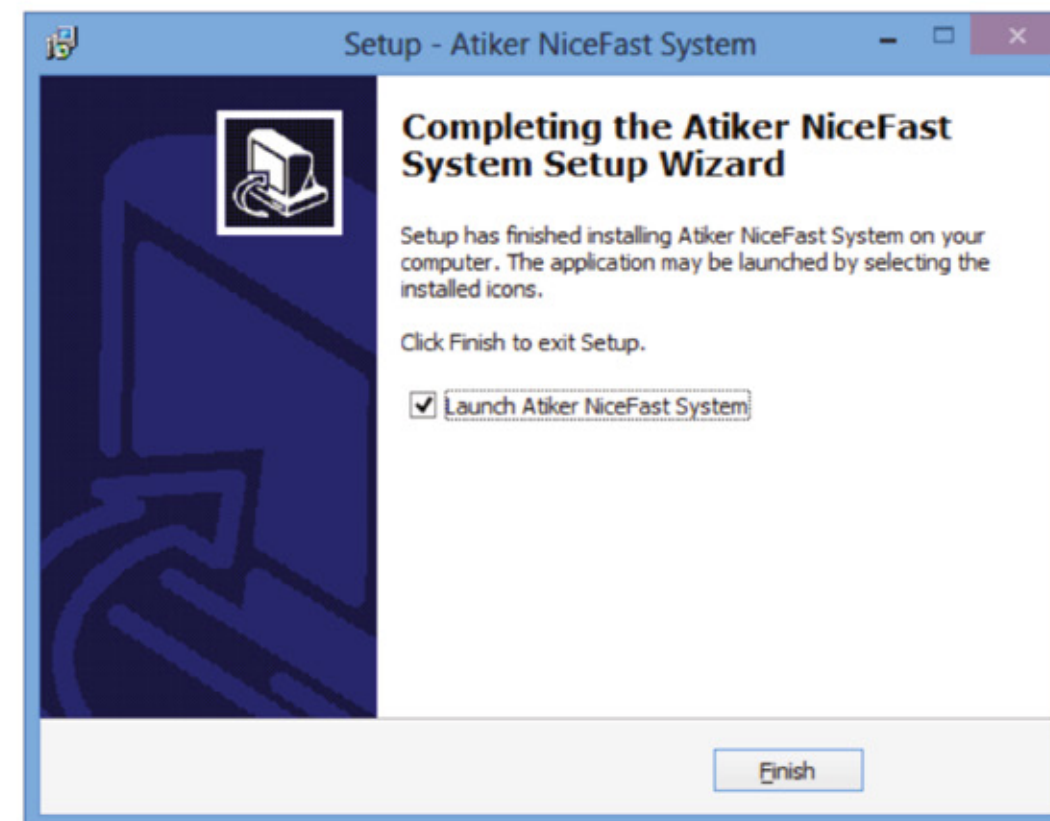 Setup - Atiker NiceFast System
Completing the Atiker NiceFast
System Setup Wizard
Setup has finished installing Atiker NiceFast System on your
computer. The application may be launched by selecting the
installed icons.
Click Finish to exit Setup.
Launch Atiker NiceFast System
Finish